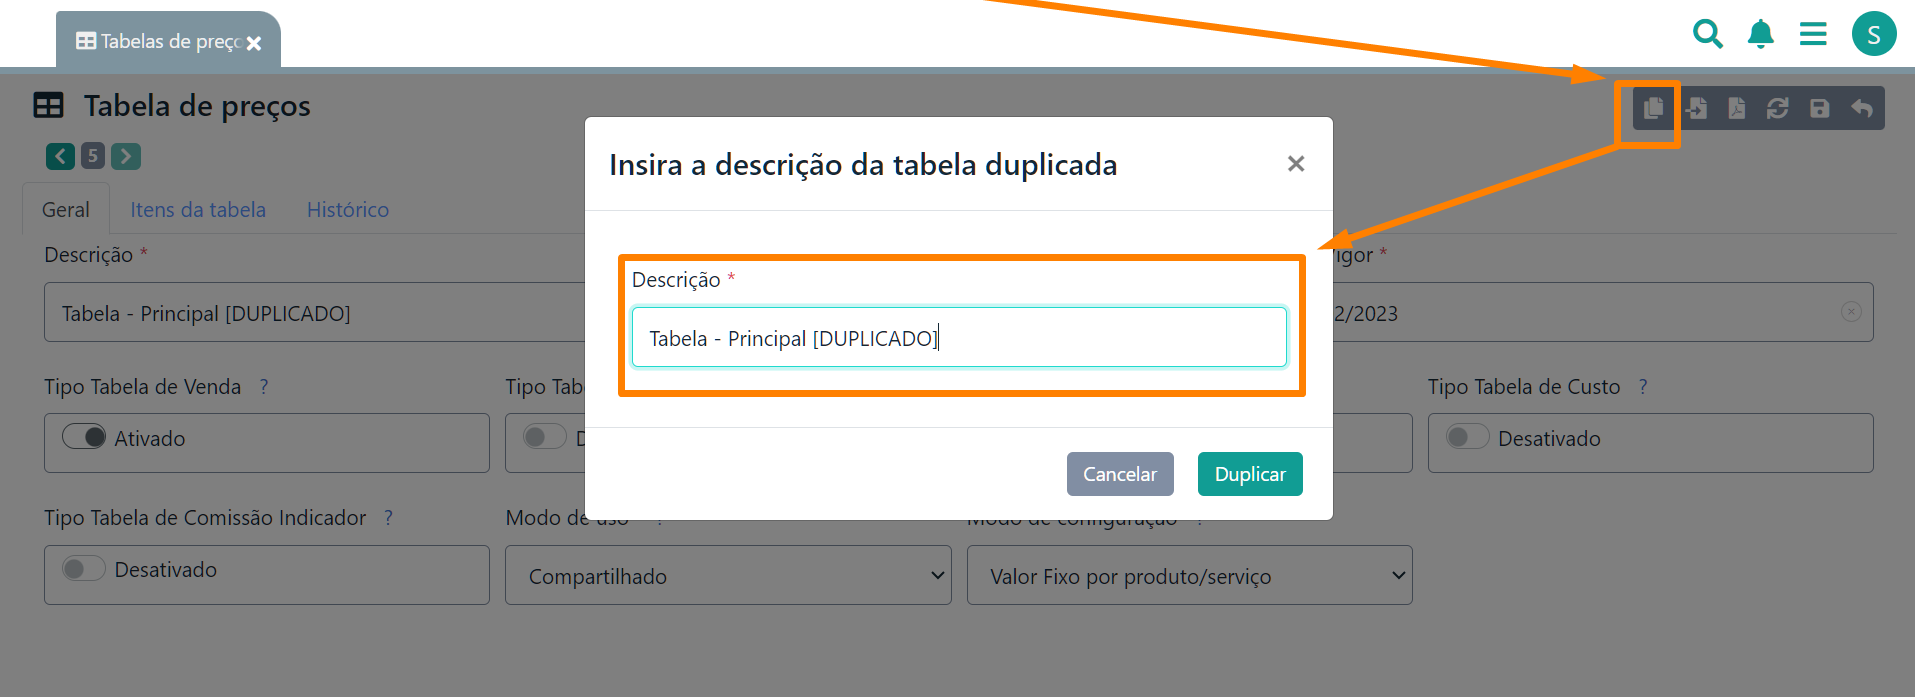 Tabelas de preço
S
Tabela de preços
5
Insira a descrição da tabela duplicada
Geral
Itens da tabela
Histórico
Descrição *
igor *
Descrição *
Tabela - Principal [DUPLICADO]
2/2023
Tabela - Principal [DUPLICADO]
Tipo Tabela de Venda ?
Tipo Tab
Tipo Tabela de Custo ?
Ativado
Desativado
Cancelar
Duplicar
Tipo Tabela de Comissão Indicador ?
Modo de uso
Modo de configuração
Desativado
Compartilhado
Valor Fixo por produto/serviço